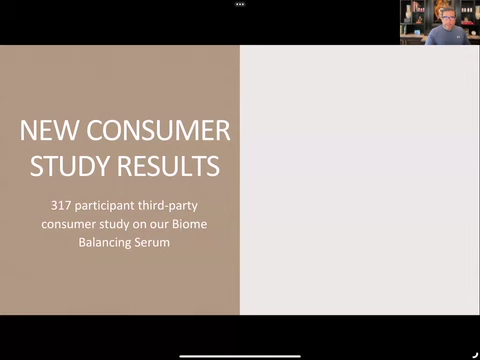 NEW CONSUMER
STUDY RESULTS
317 participant third-party
consumer study on our Biome
Balancing Serum